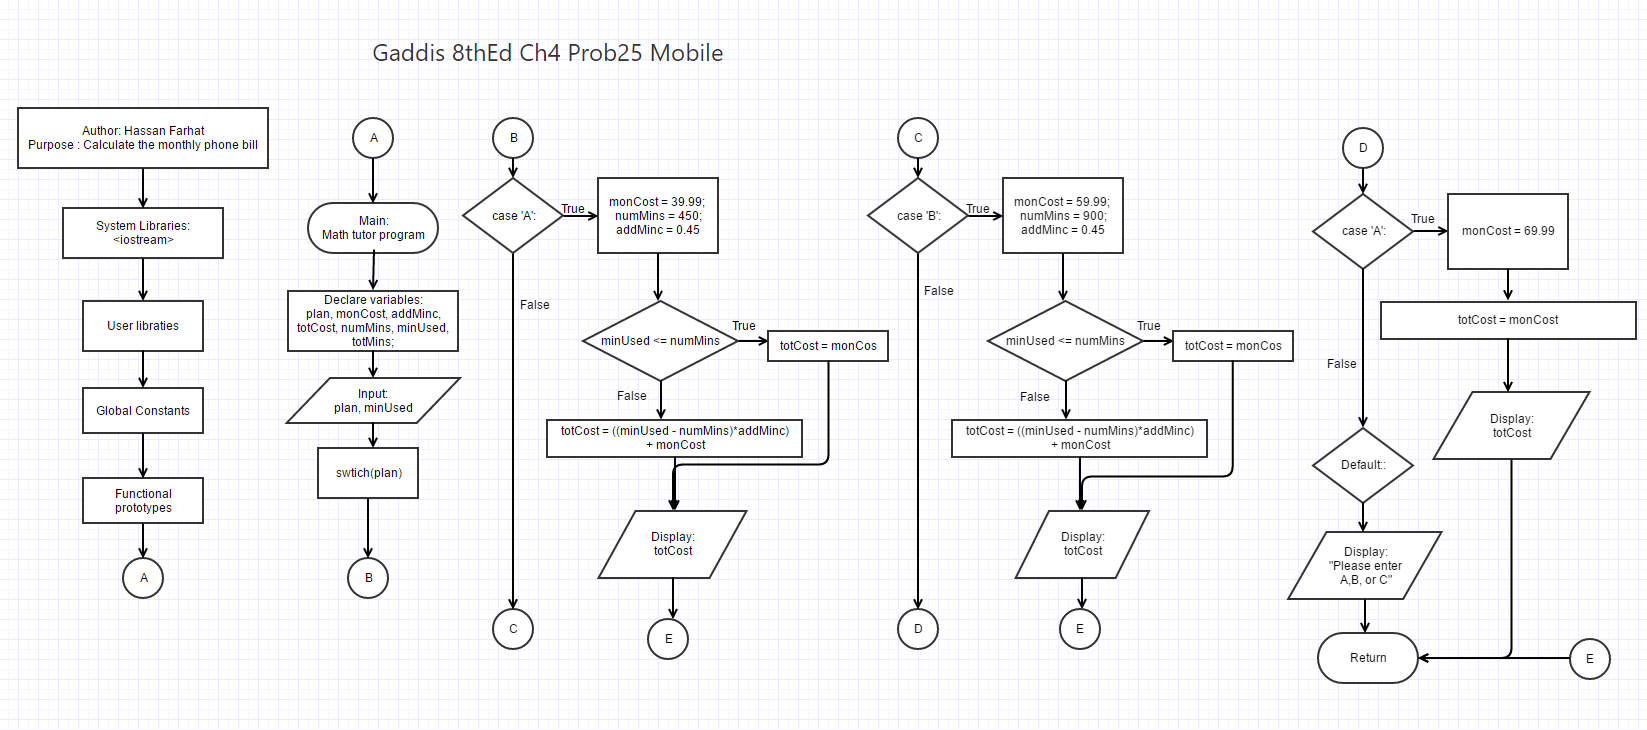 Gaddis 8thEd Ch4 Prob25 Mobile
Author: Hassan Farhat
Purpose : Calculate the monthly phone bill
System Libraries:
<iostream>
User libraties
Global Constants
Functional
prototypes
A
A
Main:
Math tutor program
Declare variables:
plan, monCost, addMinc,
totCost, numMins, minUsed,
totMins;
Input:
plan, minUsed
swtich(plan)
B
B
case 'A':
True
monCost = 39.99;
numMins = 450;
addMinc = 0.45
False
minUsed <= numMins
True
totCost = monCos
False
totCost = ((minUsed - numMins)*addMinc)
+ monCost
Display:
totCost
C
E
C
case 'B':
True
monCost = 59.99;
numMins = 900;
addMinc = 0.45
False
minUsed <= numMins
True
totCost = monCos
False
totCost = ((minUsed - numMins)*addMinc)
+ monCost
Display:
totCost
D
E
D
case 'A':
True
monCost = 69.99
totCost = monCost
False
Display:
totCost
Default::
Display:
"Please enter
A,B, or C"
Return
E